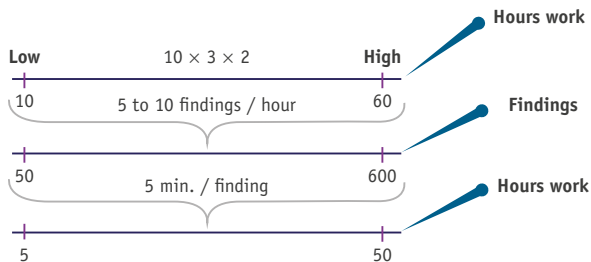 Hours work
Low 10 × 3 × 2 High
10 5 to 10 findings / hour 60
Findings
50 5 min. / finding 600
Hours work
5 50